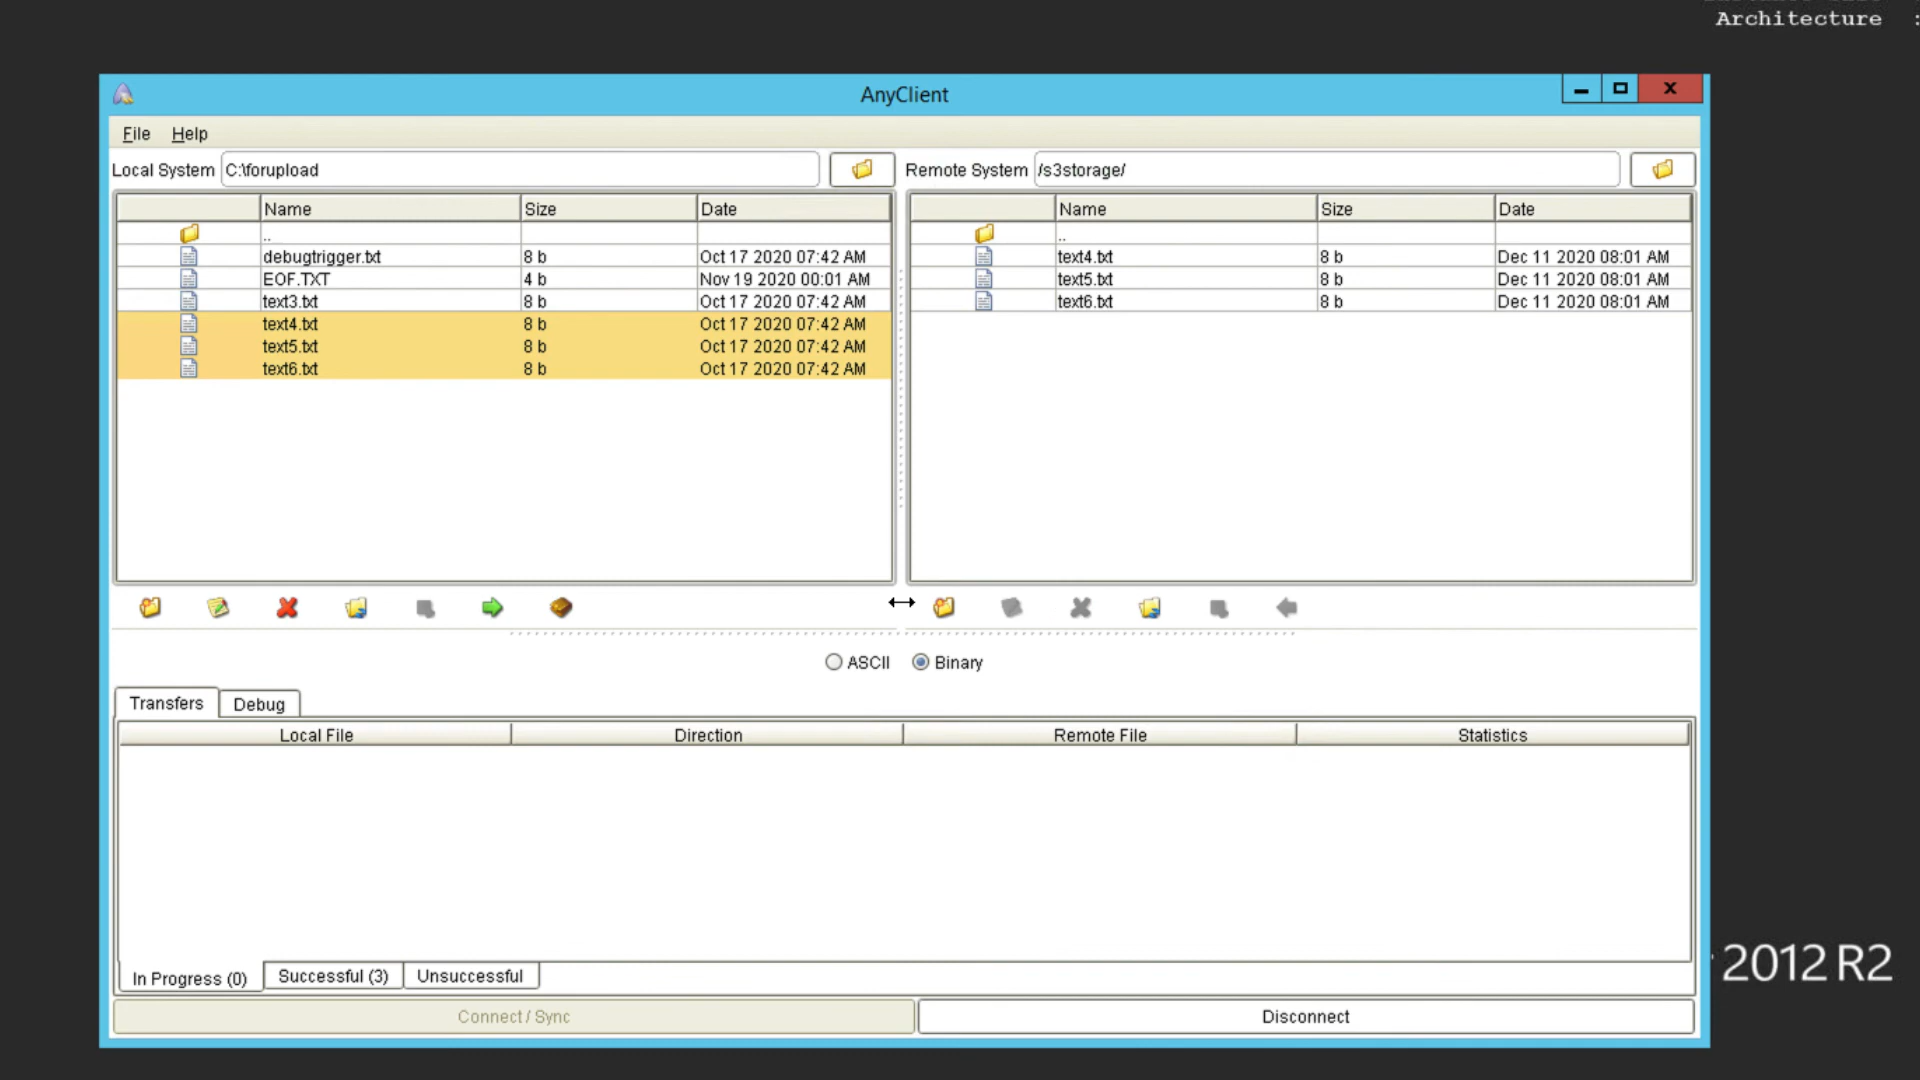 Architecture :
AnyClient
File Help
Local System C:\forupload Remote System /s3storage/
Name Size Date Name Size Date
.. ..
debugtrigger.txt 8 b Oct 17 2020 07:42 AM text4.txt 8 b Dec 11 2020 08:01 AM
EOF.TXT 4 b Nov 19 2020 00:01 AM text5.txt 8 b Dec 11 2020 08:01 AM
text3.txt 8 b Oct 17 2020 07:42 AM text6.txt 8 b Dec 11 2020 08:01 AM
text4.txt 8 b Oct 17 2020 07:42 AM
text5.txt 8 b Oct 17 2020 07:42 AM
text6.txt 8 b Oct 17 2020 07:42 AM
ASCII Binary
Transfers Debug
Local File Direction Remote File Statistics
In Progress (0) Successful (3) Unsuccessful
2012 R2
Connect / Sync Disconnect